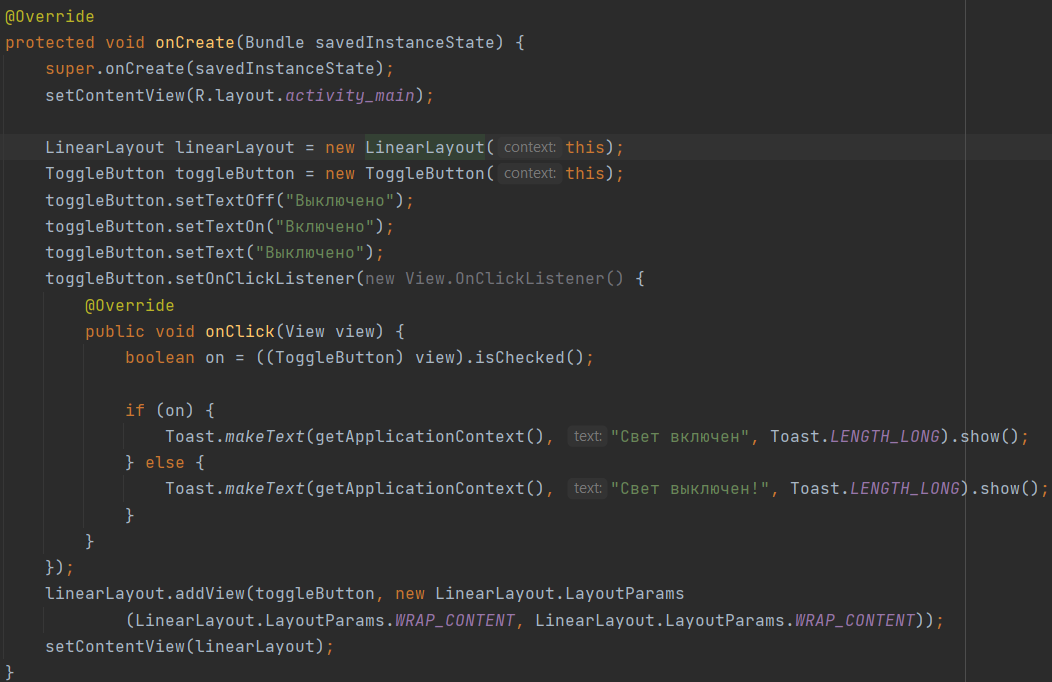 @Override
protected void onCreate(Bundle savedInstanceState) {
super.onCreate(savedInstanceState);
setContentView(R.layout.activity_main);
LinearLayout linearLayout = new LinearLayout( context: this);
ToggleButton toggleButton = new ToggleButton( context: this);
toggleButton.setTextOff("Выключено");
toggleButton.setTextOn("Включено");
toggleButton.setText("Выключено");
toggleButton.setOnClickListener(new View.OnClickListener() {
@Override
public void onClick(View view) {
boolean on = ((ToggleButton) view).isChecked();
if (on) {
Toast.makeText(getApplicationContext(), text: "Свет включен", Toast.LENGTH_LONG).show();
} else {
Toast.makeText(getApplicationContext(), text: "Свет выключен!", Toast.LENGTH_LONG).show();
}
}
});
linearLayout.addView(toggleButton, new LinearLayout.LayoutParams
(LinearLayout.LayoutParams.WRAP_CONTENT, LinearLayout.LayoutParams.WRAP_CONTENT));
setContentView(linearLayout);
}